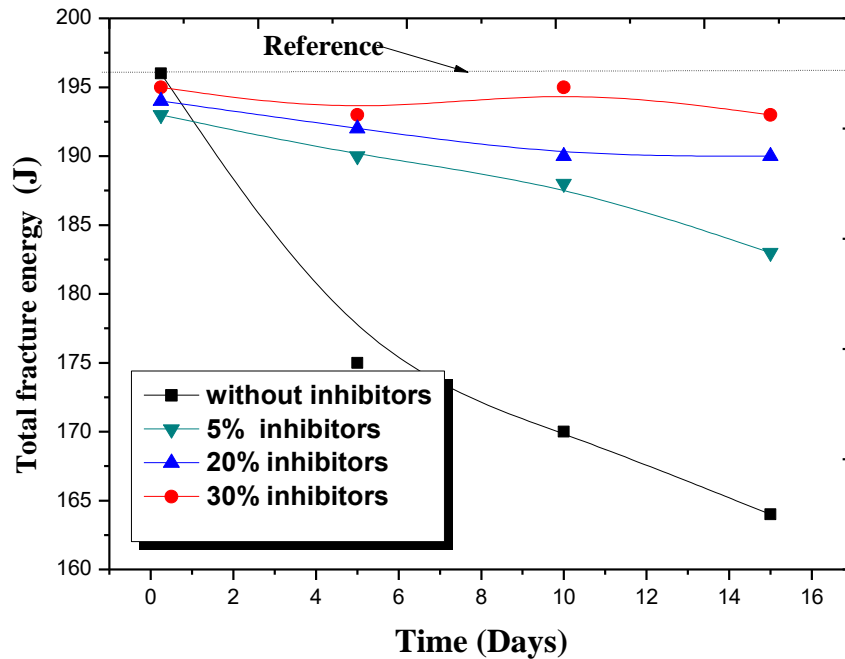 200
Reference
195
190
185
180
175
170
165
160
Total fracture energy (J)
without inhibitors
5% inhibitors
20% inhibitors
30% inhibitors
0 2 4 6 8 10 12 14 16
Time (Days)